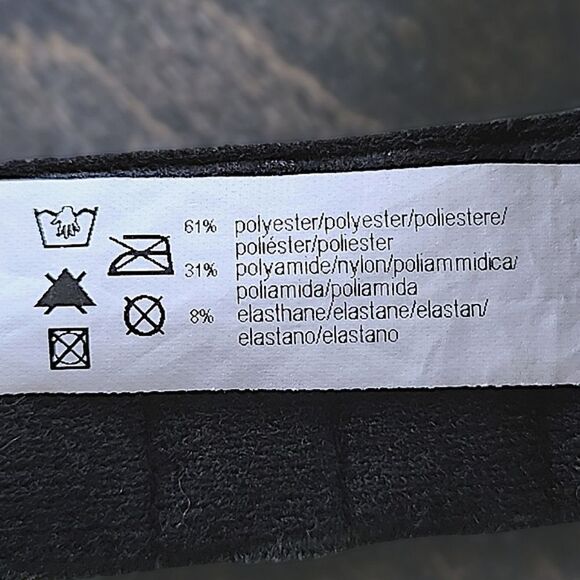 61% polyester/polyester/poliestere/
poliéster/poliester
31% polyamide/nylon/poliammidica/
poliamida/poliamida
8% elasthane/elastane/elastan/
elastano/elastano